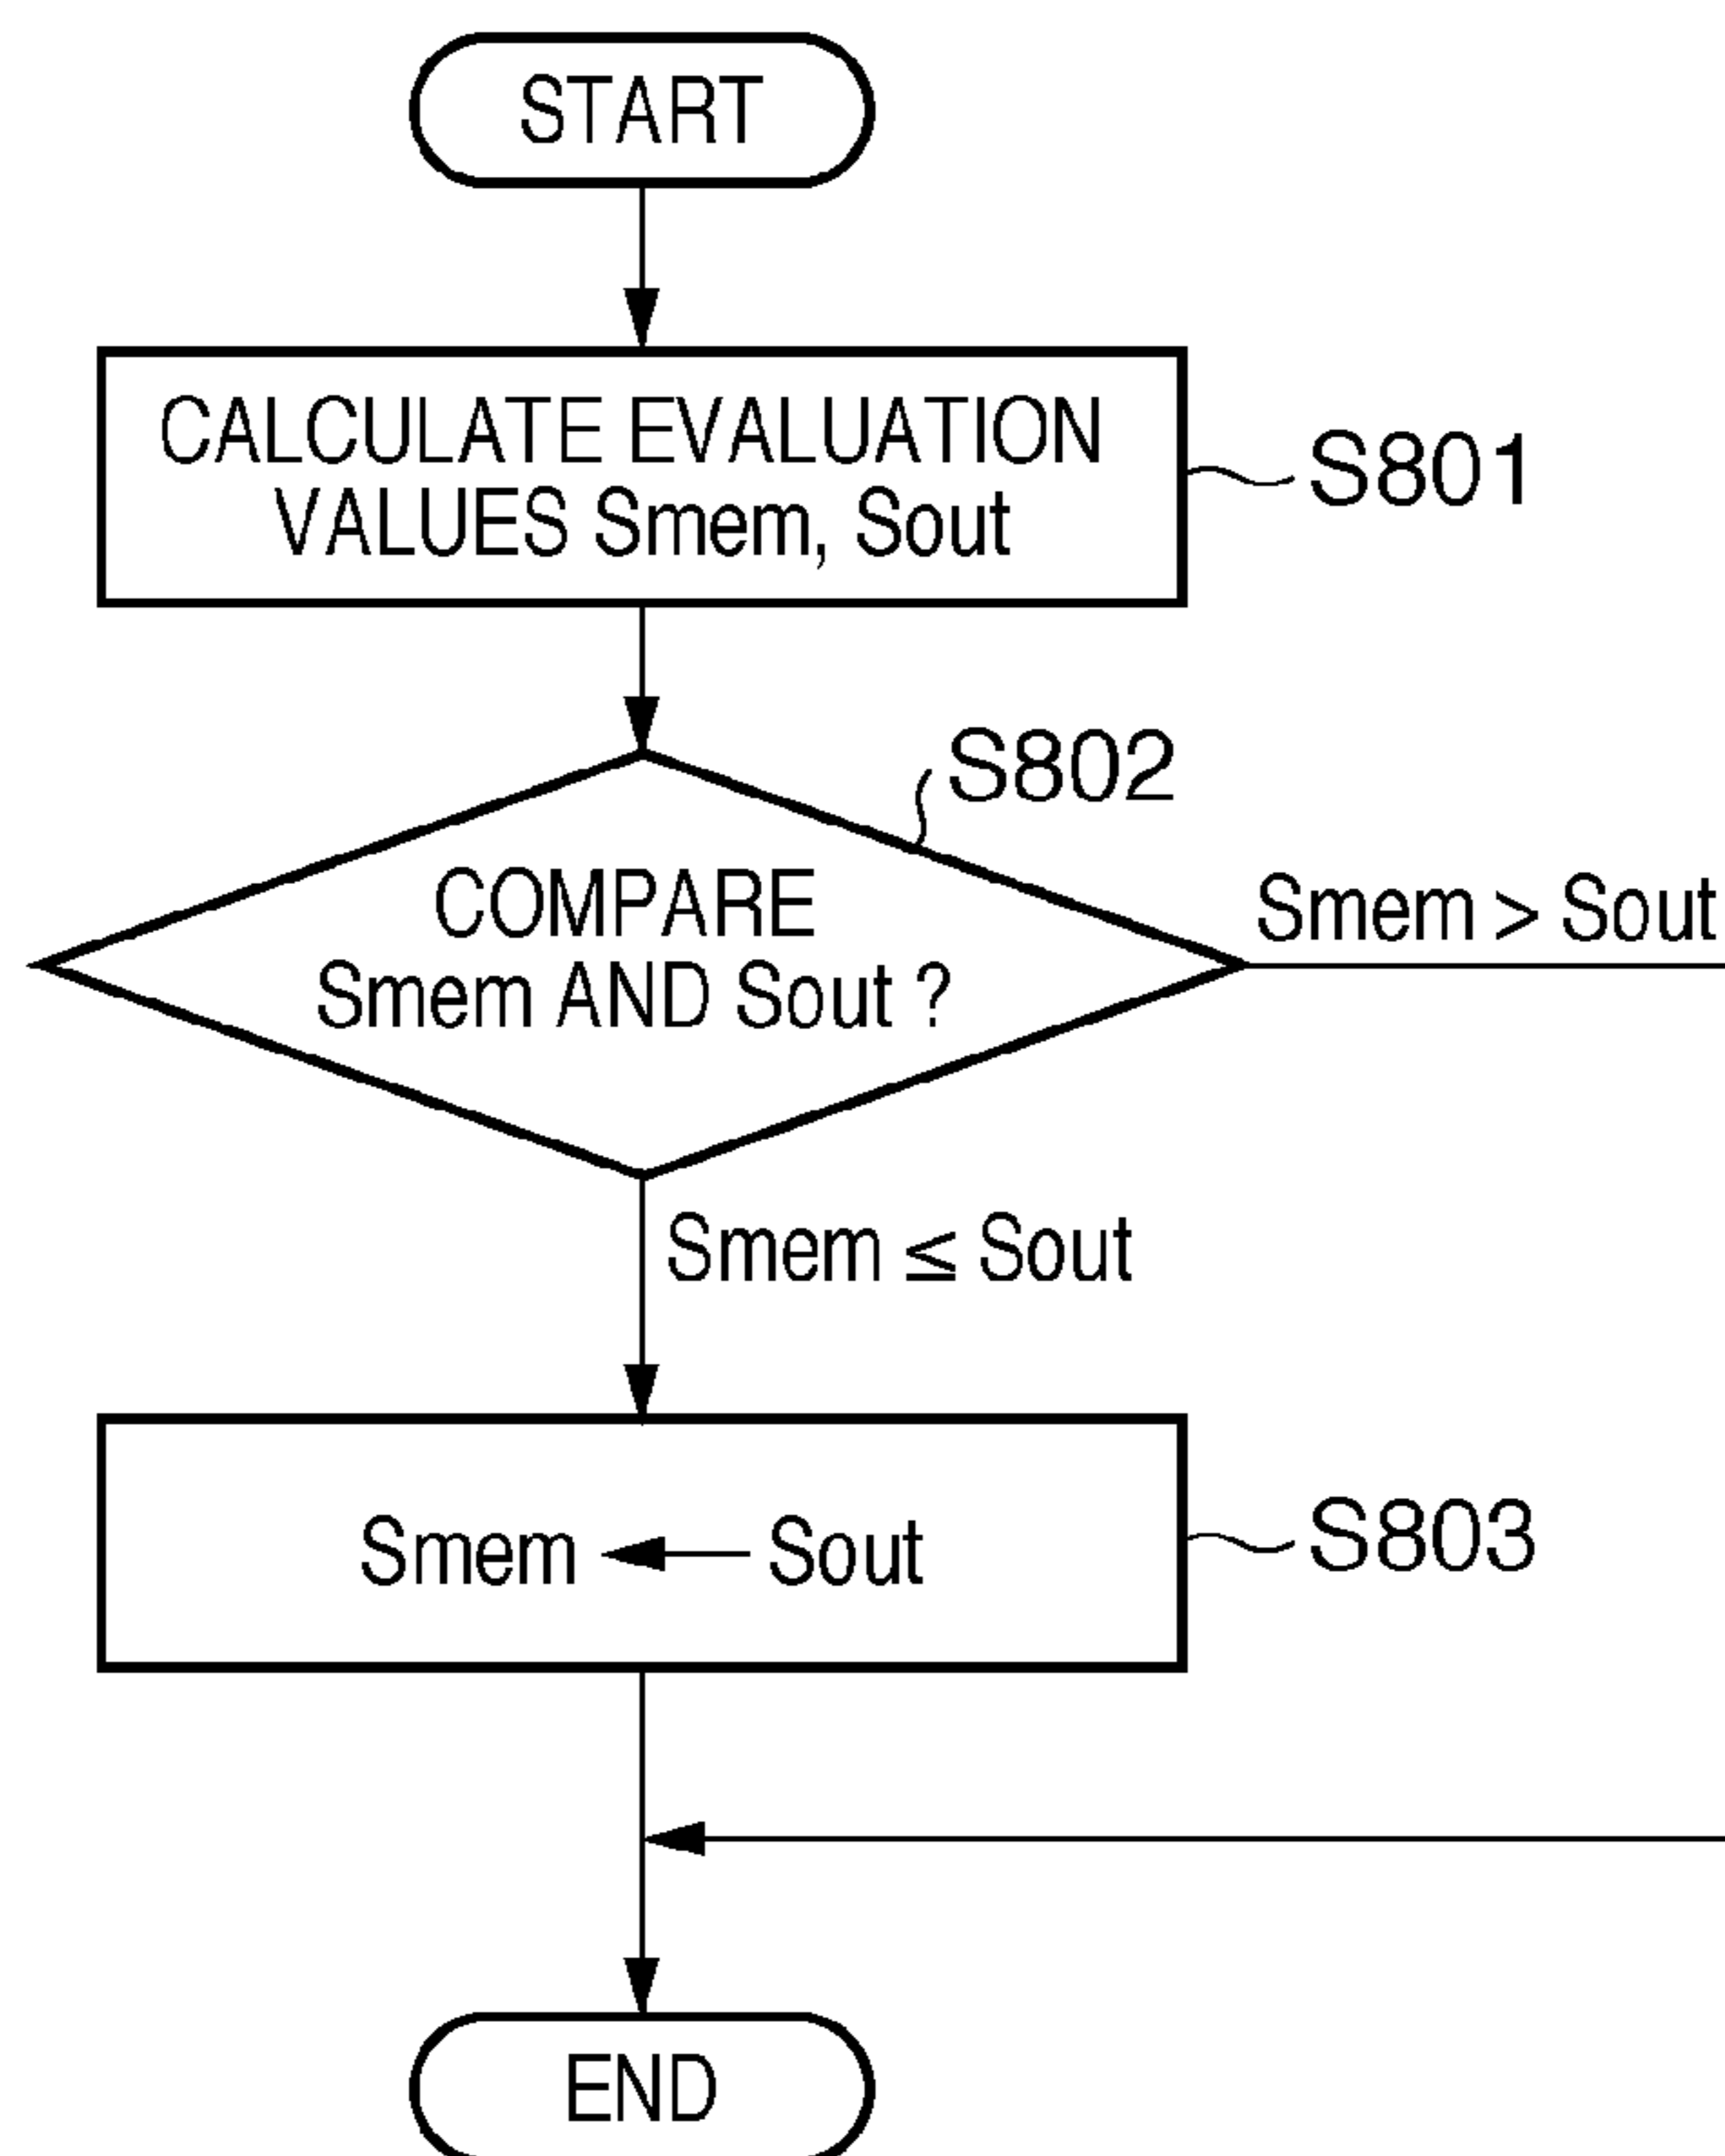 START
CALCULATE EVALUATION
VALUES Smem, Sout
S801
S802
COMPARE
Smem AND Sout ?
Smem > Sout
Smem ≤ Sout
Smem ← Sout
S803
END